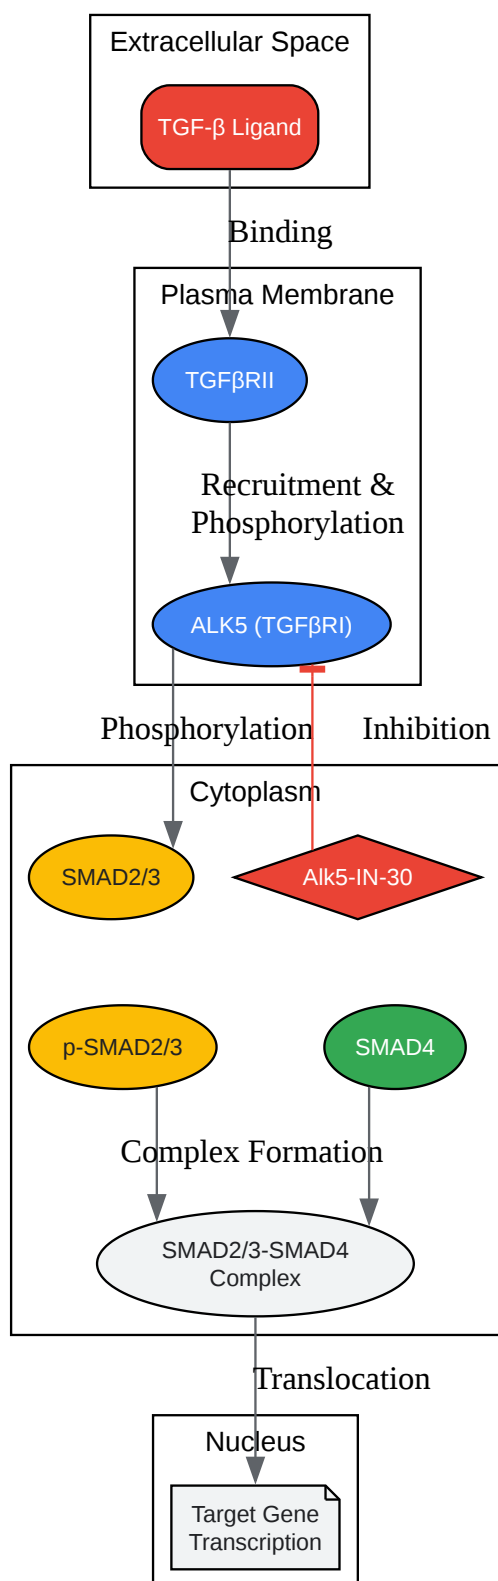 Extracellular Space
TGF-β Ligand
Binding
Plasma Membrane
TGFβRII
Recruitment &
Phosphorylation
ALK5 (TGFβRI)
Phosphorylation
Inhibition
Cytoplasm
SMAD2/3
Alk5-IN-30
p-SMAD2/3
SMAD4
Complex Formation
SMAD2/3-SMAD4
Complex
Translocation
Nucleus
Target Gene
Transcription